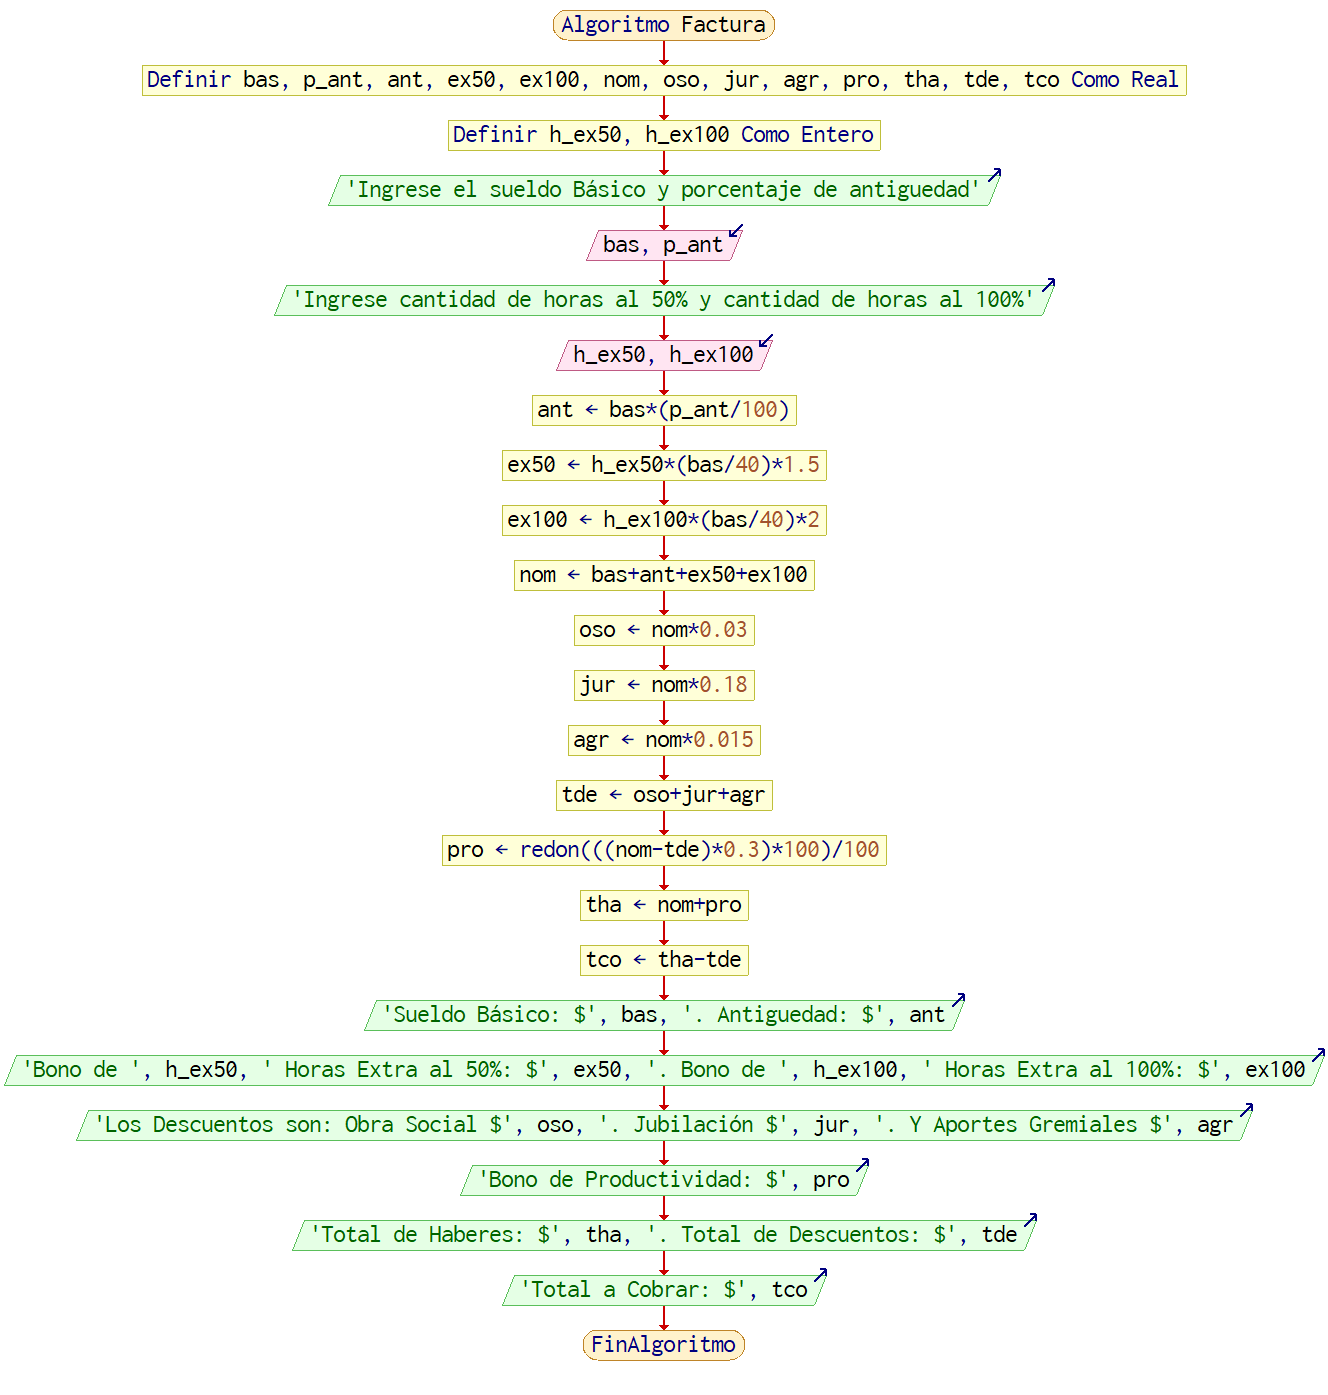 Algoritmo Factura
Definir bas, p_ant, ant, ex50, ex100, nom, oso, jur, agr, pro, tha, tde, tco Como Real
Definir h_ex50, h_ex100 Como Entero
'Ingrese el sueldo Básico y porcentaje de antiguedad'
bas, p_ant
'Ingrese cantidad de horas al 50% y cantidad de horas al 100%'
h_ex50, h_ex100
ant ← bas*(p_ant/100)
ex50 ← h_ex50*(bas/40)*1.5
ex100 ← h_ex100*(bas/40)*2
nom ← bas+ant+ex50+ex100
oso ← nom*0.03
jur ← nom*0.18
agr ← nom*0.015
tde ← oso+jur+agr
pro ← redon(((nom-tde)*0.3)*100)/100
tha ← nom+pro
tco ← tha-tde
'Sueldo Básico: $', bas, '. Antiguedad: $', ant
'Bono de ', h_ex50, ' Horas Extra al 50%: $', ex50, '. Bono de ', h_ex100, ' Horas Extra al 100%: $', ex100
'Los Descuentos son: Obra Social $', oso, '. Jubilación $', jur, '. Y Aportes Gremiales $', agr
'Bono de Productividad: $', pro
'Total de Haberes: $', tha, '. Total de Descuentos: $', tde
'Total a Cobrar: $', tco
FinAlgoritmo